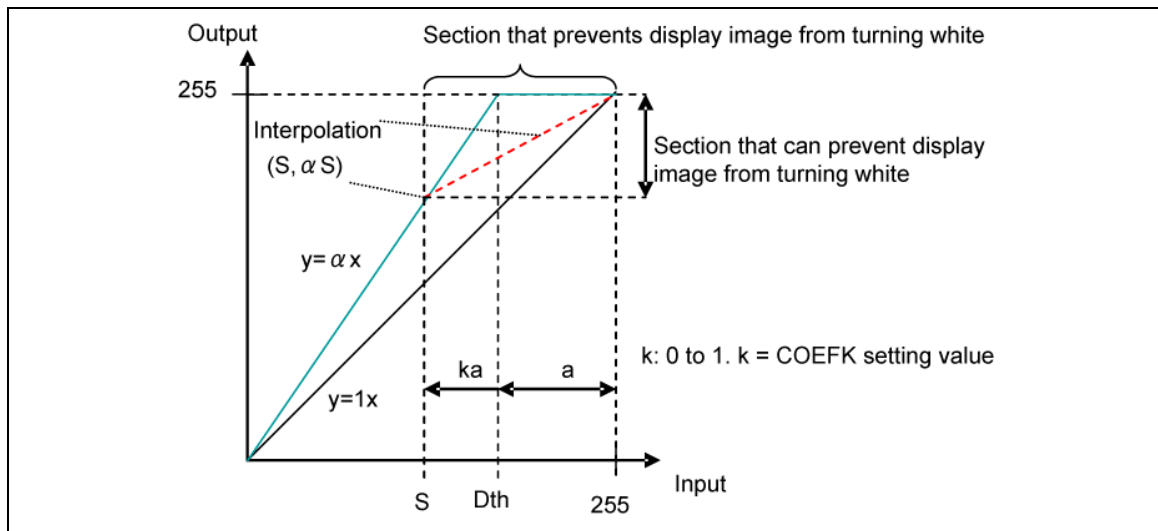 Output
Section that prevents display image from turning white
255
Interpolation
(S, α S)
Section that can prevent display
image from turning white
y= α x
k: 0 to 1. k = COEFK setting value
ka
a
y=1x
Input
S
Dth
255